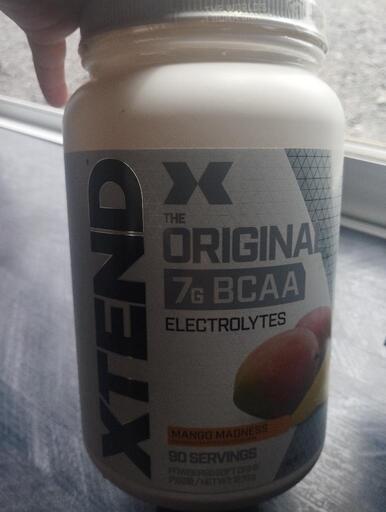 XTEND
THE
ORIGINAL
7G BCAA
ELECTROLYTES
MANGO MADNESS
90 SERVINGS